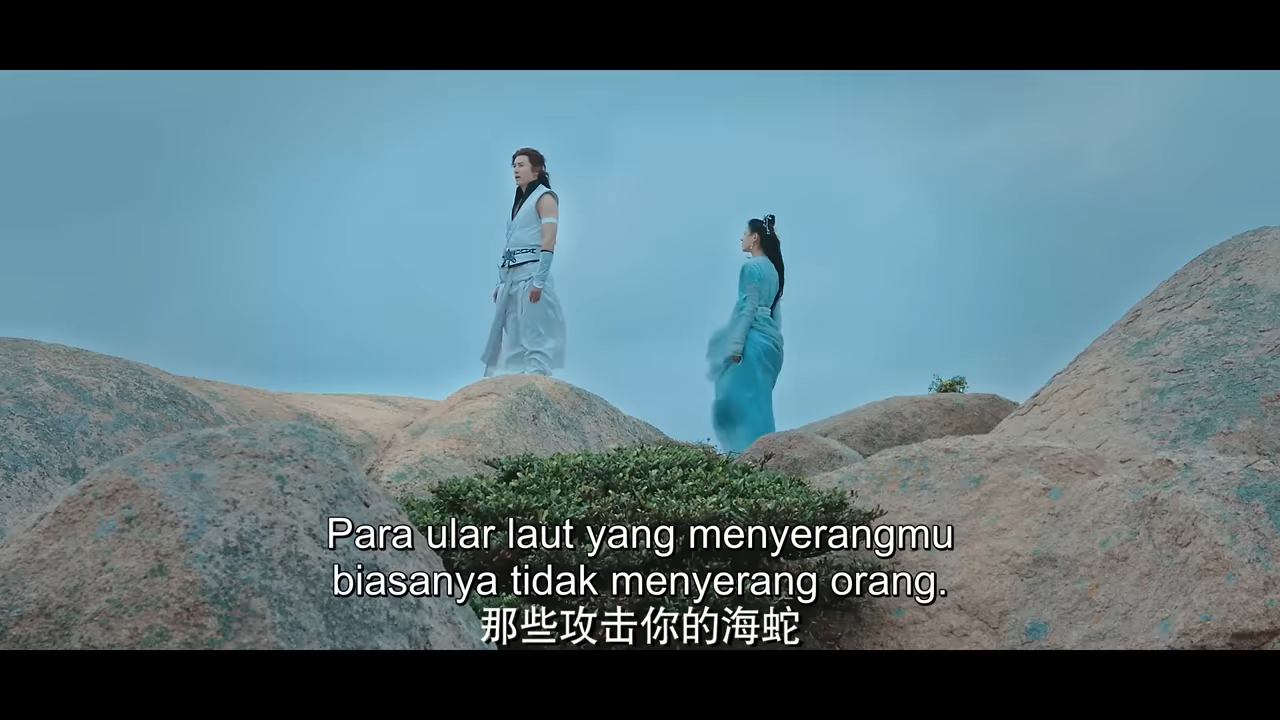 Para ular laut yang menyerangmu
biasanya tidak menyerang orang.
那些攻击你的海蛇